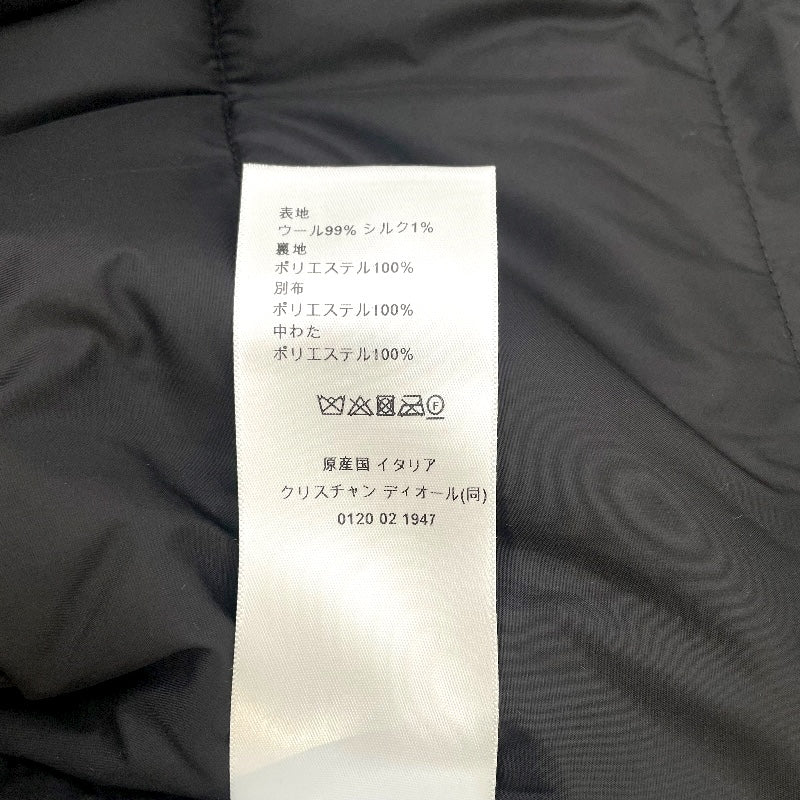 表地
ウール99% シルク1%
裏地
ポリエステル100%
別布
ポリエステル100%
中わた
ポリエステル100%
F
原産国 イタリア
クリスチャン ディオール(同)
0120 02 1947